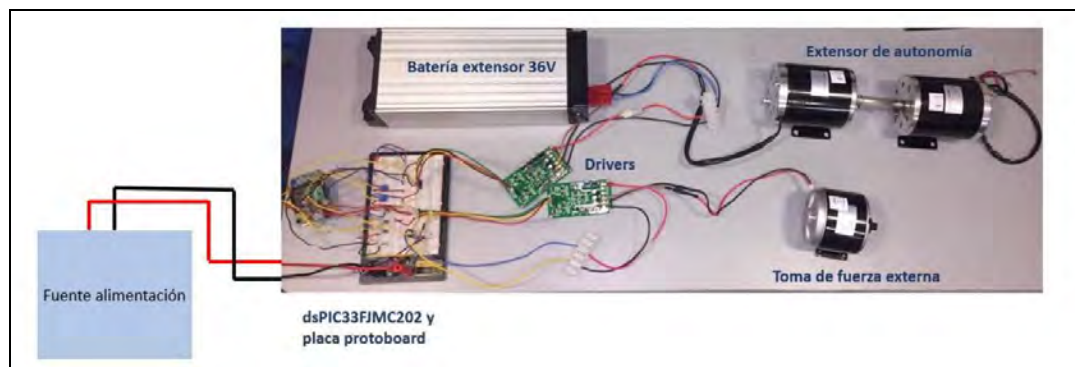 Batería extensor 36V
Extensor de autonomía
Drivers
Fuente alimentación
Toma de fuerza externa
dsPIC33FJMC202 y
placa protoboard